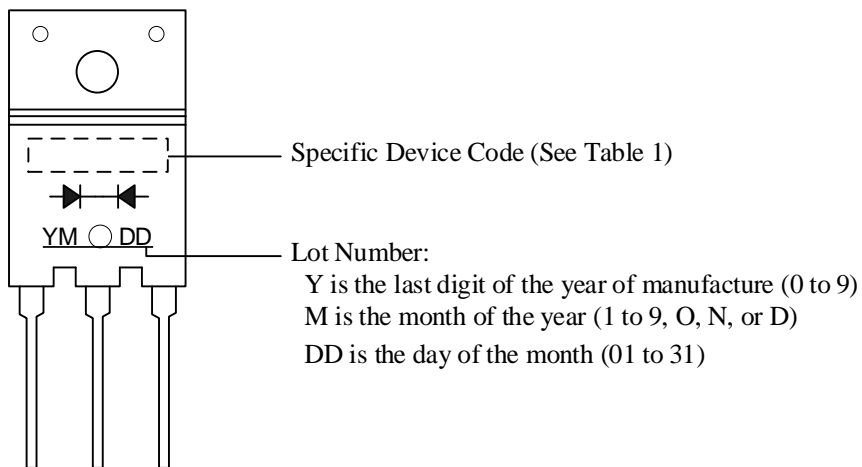 Specific Device Code (See Table 1)
YM DD
Lot Number:
Y is the last digit of the year of manufacture (0 to 9)
M is the month of the year (1 to 9, O, N, or D)
DD is the day of the month (01 to 31)